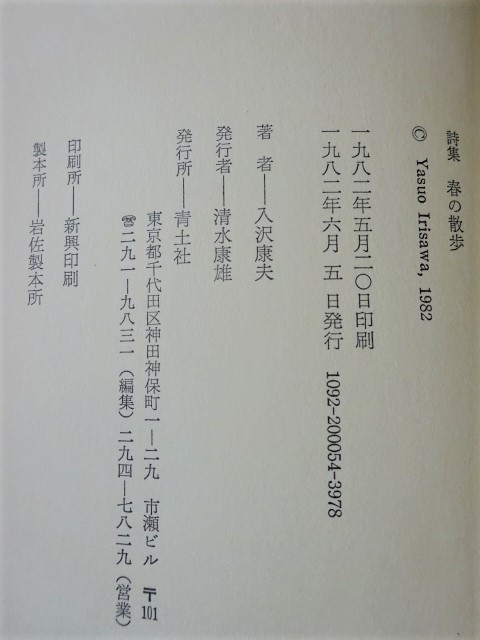 詩集　春の散歩
© Yasuo Irisawa, 1982
一九八二年五月二〇日印刷
一九八二年六月　五　日発行　1092-200054-3978
著　者——入沢康夫
発行者——清水康雄
発行所——青土社
東京都千代田区神田神保町一—二九　市瀬ビル　〒101
☎二九一—九八三一（編集）二九四—七八二九（営業）
印刷所——新興印刷
製本所——岩佐製本所